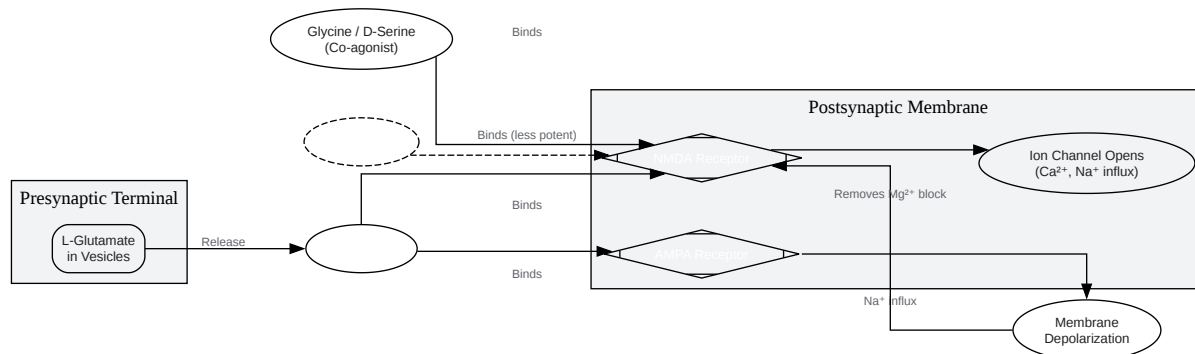 Glycine / D-Serine
(Co-agonist)
Binds
Postsynaptic Membrane
Binds (less potent)
NMDA Receptor
Ion Channel Opens
(Ca²⁺, Na⁺ influx)
Presynaptic Terminal
Removes Mg²⁺ block
Binds
L-Glutamate
in Vesicles
Release
AMPA Receptor
Binds
Na⁺ influx
Membrane
Depolarization